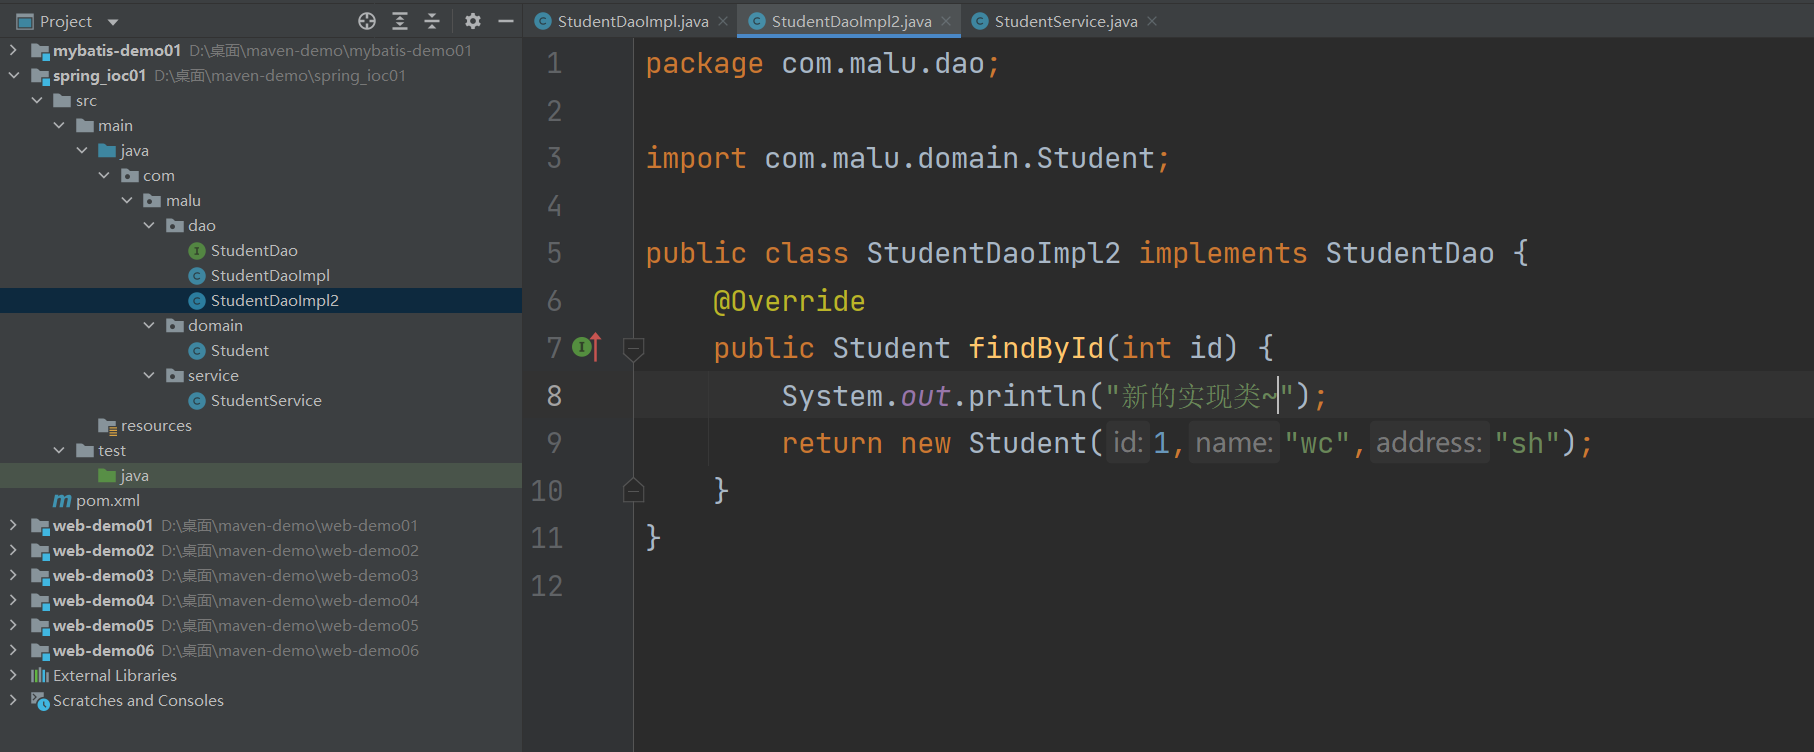 Project
mybatis-demo01 D:\桌面\maven-demo\mybatis-demo01
spring_ioc01 D:\桌面\maven-demo\spring_ioc01
src
main
java
com
malu
dao
StudentDao
StudentDaoImpl
StudentDaoImpl2
domain
Student
service
StudentService
resources
test
java
pom.xml
web-demo01 D:\桌面\maven-demo\web-demo01
web-demo02 D:\桌面\maven-demo\web-demo02
web-demo03 D:\桌面\maven-demo\web-demo03
web-demo04 D:\桌面\maven-demo\web-demo04
web-demo05 D:\桌面\maven-demo\web-demo05
web-demo06 D:\桌面\maven-demo\web-demo06
External Libraries
Scratches and Consoles
StudentDaoImpl.java StudentDaoImpl2.java StudentService.java
1 package com.malu.dao;
2
3 import com.malu.domain.Student;
4
5 public class StudentDaoImpl2 implements StudentDao {
6 @Override
7 public Student findById(int id) {
8 System.out.println("新的实现类~");
9 return new Student( id: 1, name: "wc", address: "sh");
10 }
11 }
12